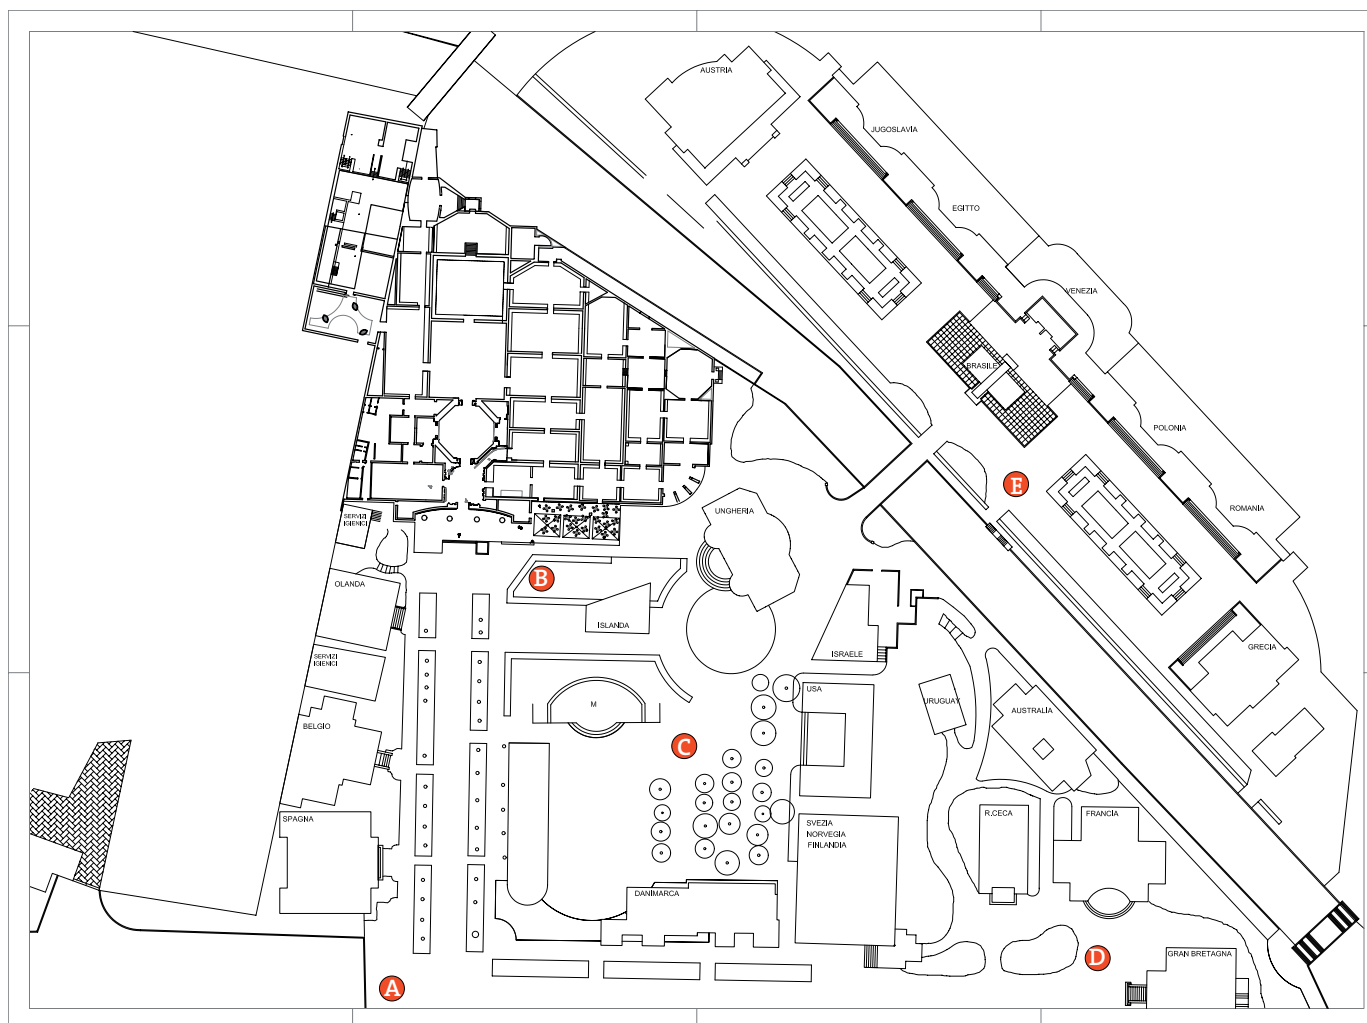 AUSTRIA
JUGOSLAVIA
EGITTO
VENEZIA
BRASILE
POLONIA
E
ROMANIA
UNGHERIA
SERVIZI
IGIENICI
B
OLANDA
ISLANDA
ISRAELE
GRECIA
SERVIZI
IGIENICI
USA
URUGUAY
M
AUSTRALIA
BELGIO
C
SPAGNA
SVEZIA
NORVEGIA
FINLANDIA
R.CECA
FRANCIA
DANIMARCA
D
GRAN BRETAGNA
A